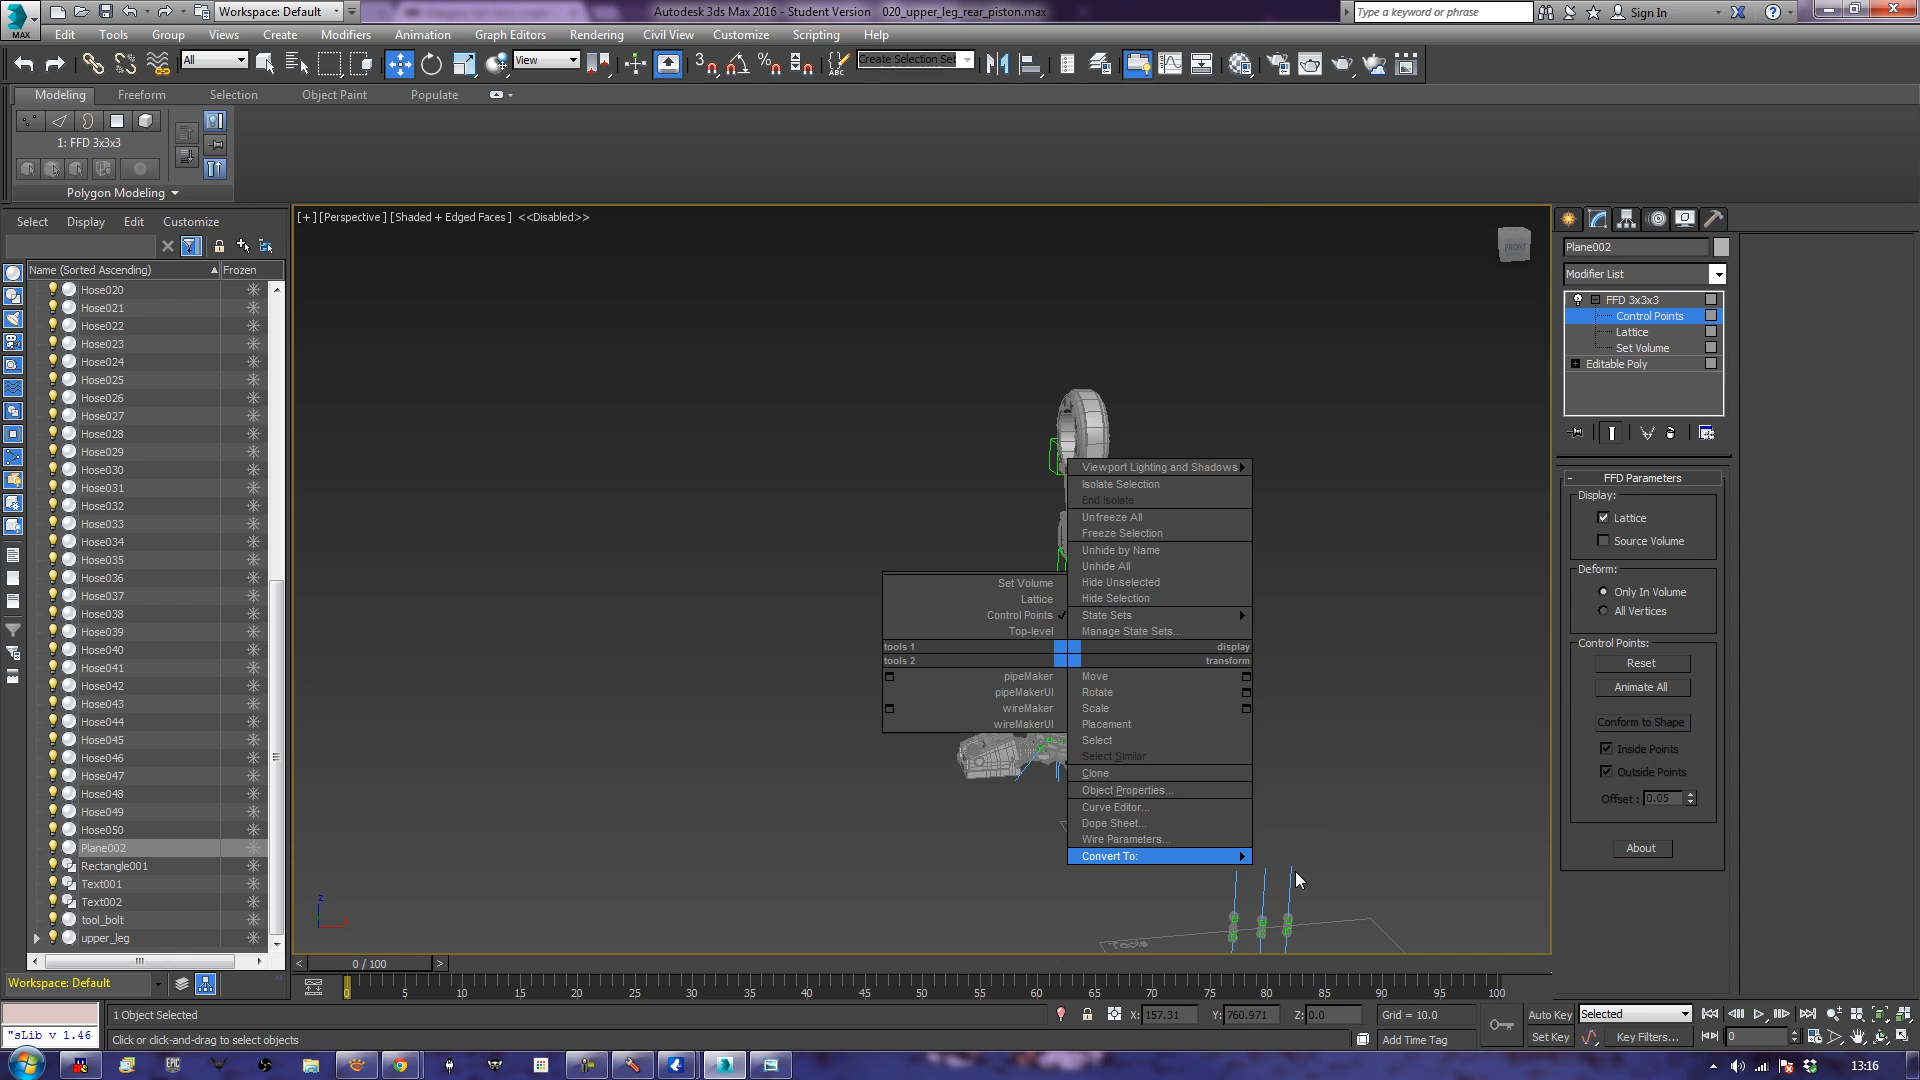 Workspace: Default
Autodesk 3ds Max 2016 - Student Version 020_upper_leg_rear_piston.max
Type a keyword or phrase
Sign In
MAX
Edit Tools Group Views Create Modifiers Animation Graph Editors Rendering Civil View Customize Scripting Help
All
View
3
ABC
Create Selection Set
Modeling Freeform Selection Object Paint Populate
1: FFD 3x3x3
Polygon Modeling
Select Display Edit Customize
Name (Sorted Ascending) Frozen
Hose020
Hose021
Hose022
Hose023
Hose024
Hose025
Hose026
Hose027
Hose028
Hose029
Hose030
Hose031
Hose032
Hose033
Hose034
Hose035
Hose036
Hose037
Hose038
Hose039
Hose040
Hose041
Hose042
Hose043
Hose044
Hose045
Hose046
Hose047
Hose048
Hose049
Hose050
Plane002
Rectangle001
Text001
Text002
tool_bolt
upper_leg
Workspace: Default
[+] [Perspective] [Shaded + Edged Faces] <<Disabled>>
FRONT
Viewport Lighting and Shadows
Isolate Selection
End Isolate
Unfreeze All
Freeze Selection
Unhide by Name
Unhide All
Hide Unselected
Hide Selection
State Sets
Manage State Sets...
Set Volume
Lattice
Control Points
Top-level
tools 1 display
tools 2 transform
pipeMaker
pipeMakerUI
wireMaker
wireMakerUI
Move
Rotate
Scale
Placement
Select
Select Similar
Clone
Object Properties...
Curve Editor...
Dope Sheet...
Wire Parameters...
Convert To:
Tools
z
Plane002
Modifier List
FFD 3x3x3
Control Points
Lattice
Set Volume
Editable Poly
- FFD Parameters
Display:
Lattice
Source Volume
Deform:
Only In Volume
All Vertices
Control Points:
Reset
Animate All
Conform to Shape
Inside Points
Outside Points
Offset : 0.05
About
< 0 / 100 >
0 5 10 15 20 25 30 35 40 45 50 55 60 65 70 75 80 85 90 95 100
1 Object Selected
X: 157.31 Y: 760.971 Z: 0.0 Grid = 10.0
Auto Key Selected
"sLib v 1.46
Click or click-and-drag to select objects
Add Time Tag
Set Key Key Filters...
0
EPIC
13:16